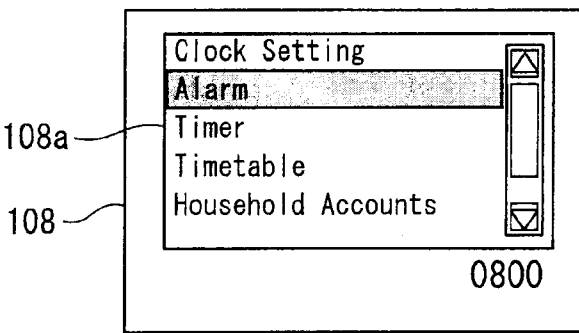 Clock Setting
Alarm
108a
Timer
Timetable
108
Household Accounts
0800